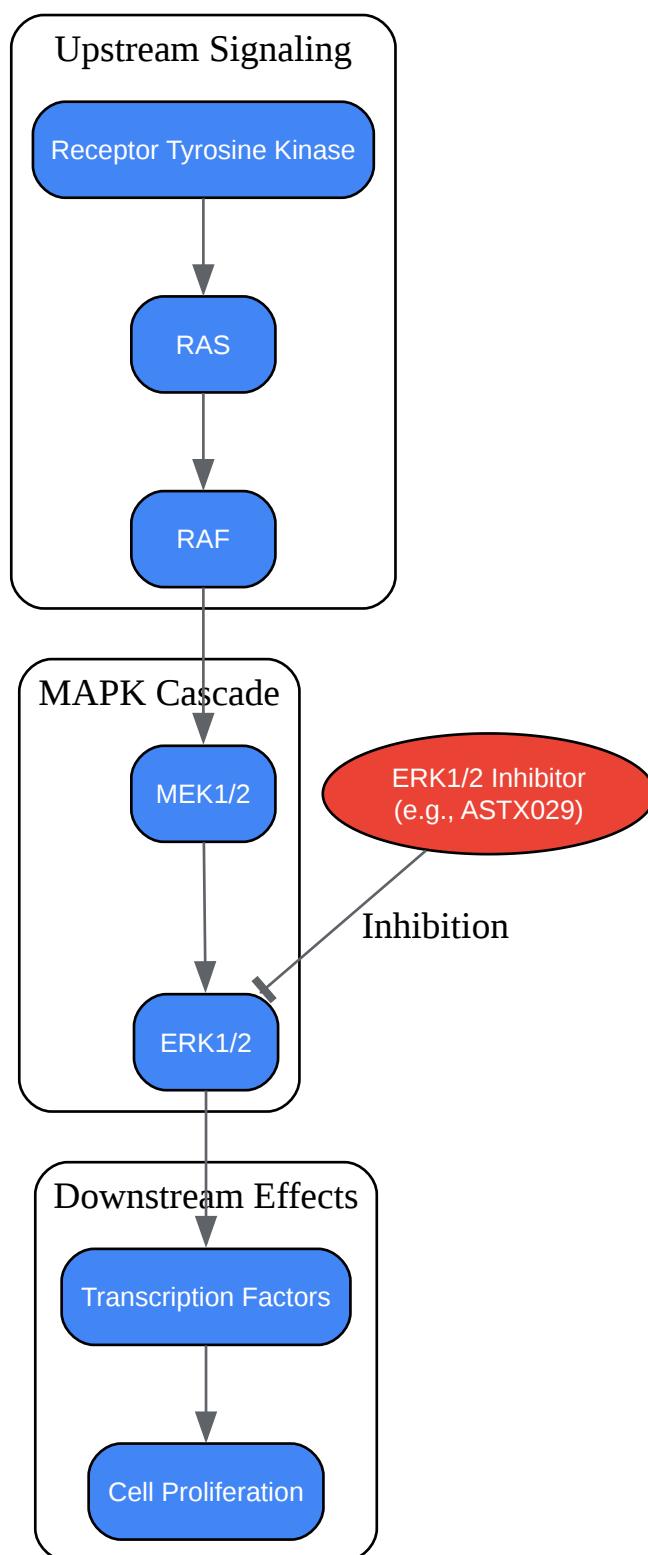 Upstream Signaling
Receptor Tyrosine Kinase
RAS
RAF
MAPK Cascade
MEK1/2
ERK1/2 Inhibitor
(e.g., ASTX029)
Inhibition
ERK1/2
Downstream Effects
Transcription Factors
Cell Proliferation